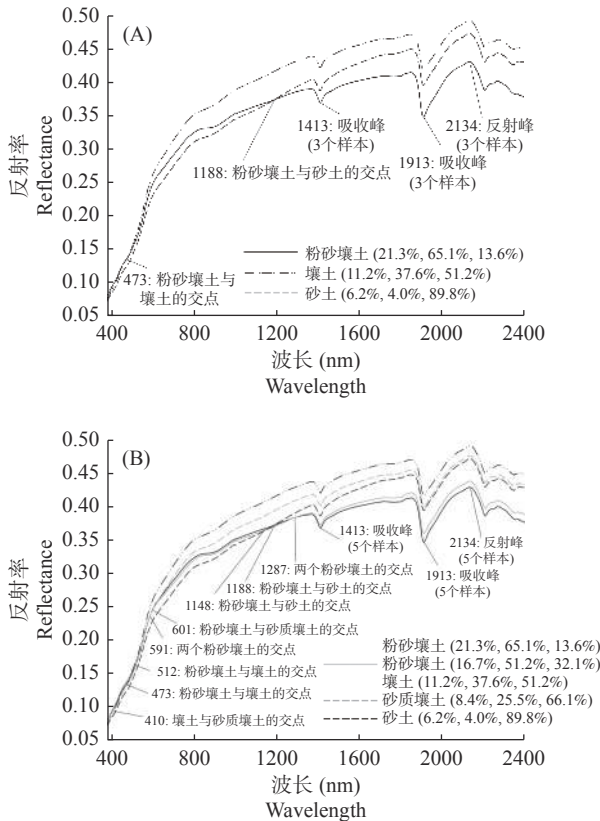 (A)
0.50
0.45
0.40
0.35
0.30
0.25
0.20
0.15
0.10
0.05
反射率
Reflectance
1413: 吸收峰
(3个样本)
2134: 反射峰
(3个样本)
1913: 吸收峰
(3个样本)
1188: 粉砂壤土与砂土的交点
473: 粉砂壤土与
壤土的交点
粉砂壤土 (21.3%, 65.1%, 13.6%)
壤土 (11.2%, 37.6%, 51.2%)
砂土 (6.2%, 4.0%, 89.8%)
400 800 1200 1600 2000 2400
波长 (nm)
Wavelength
(B)
0.50
0.45
0.40
0.35
0.30
0.25
0.20
0.15
0.10
0.05
反射率
Reflectance
1413: 吸收峰
(5个样本)
2134: 反射峰
(5个样本)
1913: 吸收峰
(5个样本)
1287: 两个粉砂壤土的交点
1188: 粉砂壤土与砂土的交点
1148: 粉砂壤土与砂土的交点
601: 粉砂壤土与砂质壤土的交点
591: 两个粉砂壤土的交点
512: 粉砂壤土与壤土的交点
473: 粉砂壤土与壤土的交点
410: 壤土与砂质壤土的交点
粉砂壤土 (21.3%, 65.1%, 13.6%)
粉砂壤土 (16.7%, 51.2%, 32.1%)
壤土 (11.2%, 37.6%, 51.2%)
砂质壤土 (8.4%, 25.5%, 66.1%)
砂土 (6.2%, 4.0%, 89.8%)
400 800 1200 1600 2000 2400
波长 (nm)
Wavelength